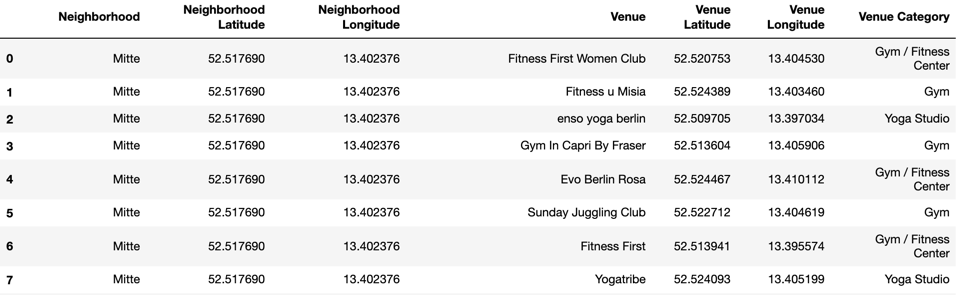 Neighborhood Neighborhood Latitude Neighborhood Longitude Venue Venue Latitude Venue Longitude Venue Category
0 Mitte 52.517690 13.402376 Fitness First Women Club 52.520753 13.404530 Gym / Fitness Center
1 Mitte 52.517690 13.402376 Fitness u Misia 52.524389 13.403460 Gym
2 Mitte 52.517690 13.402376 enso yoga berlin 52.509705 13.397034 Yoga Studio
3 Mitte 52.517690 13.402376 Gym In Capri By Fraser 52.513604 13.405906 Gym
4 Mitte 52.517690 13.402376 Evo Berlin Rosa 52.524467 13.410112 Gym / Fitness Center
5 Mitte 52.517690 13.402376 Sunday Juggling Club 52.522712 13.404619 Gym
6 Mitte 52.517690 13.402376 Fitness First 52.513941 13.395574 Gym / Fitness Center
7 Mitte 52.517690 13.402376 Yogatribe 52.524093 13.405199 Yoga Studio